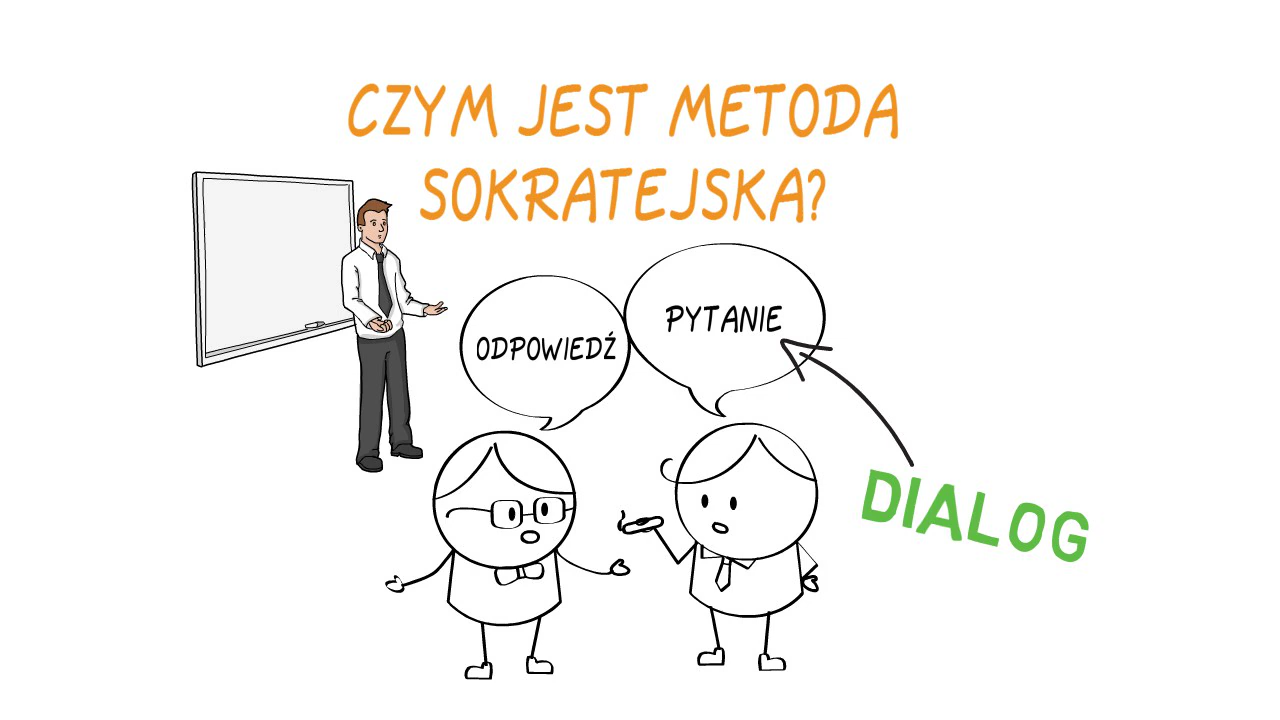 CZYM JEST METODA
SOKRATEJSKA?
ODPOWIEDŹ
PYTANIE
DIALOG